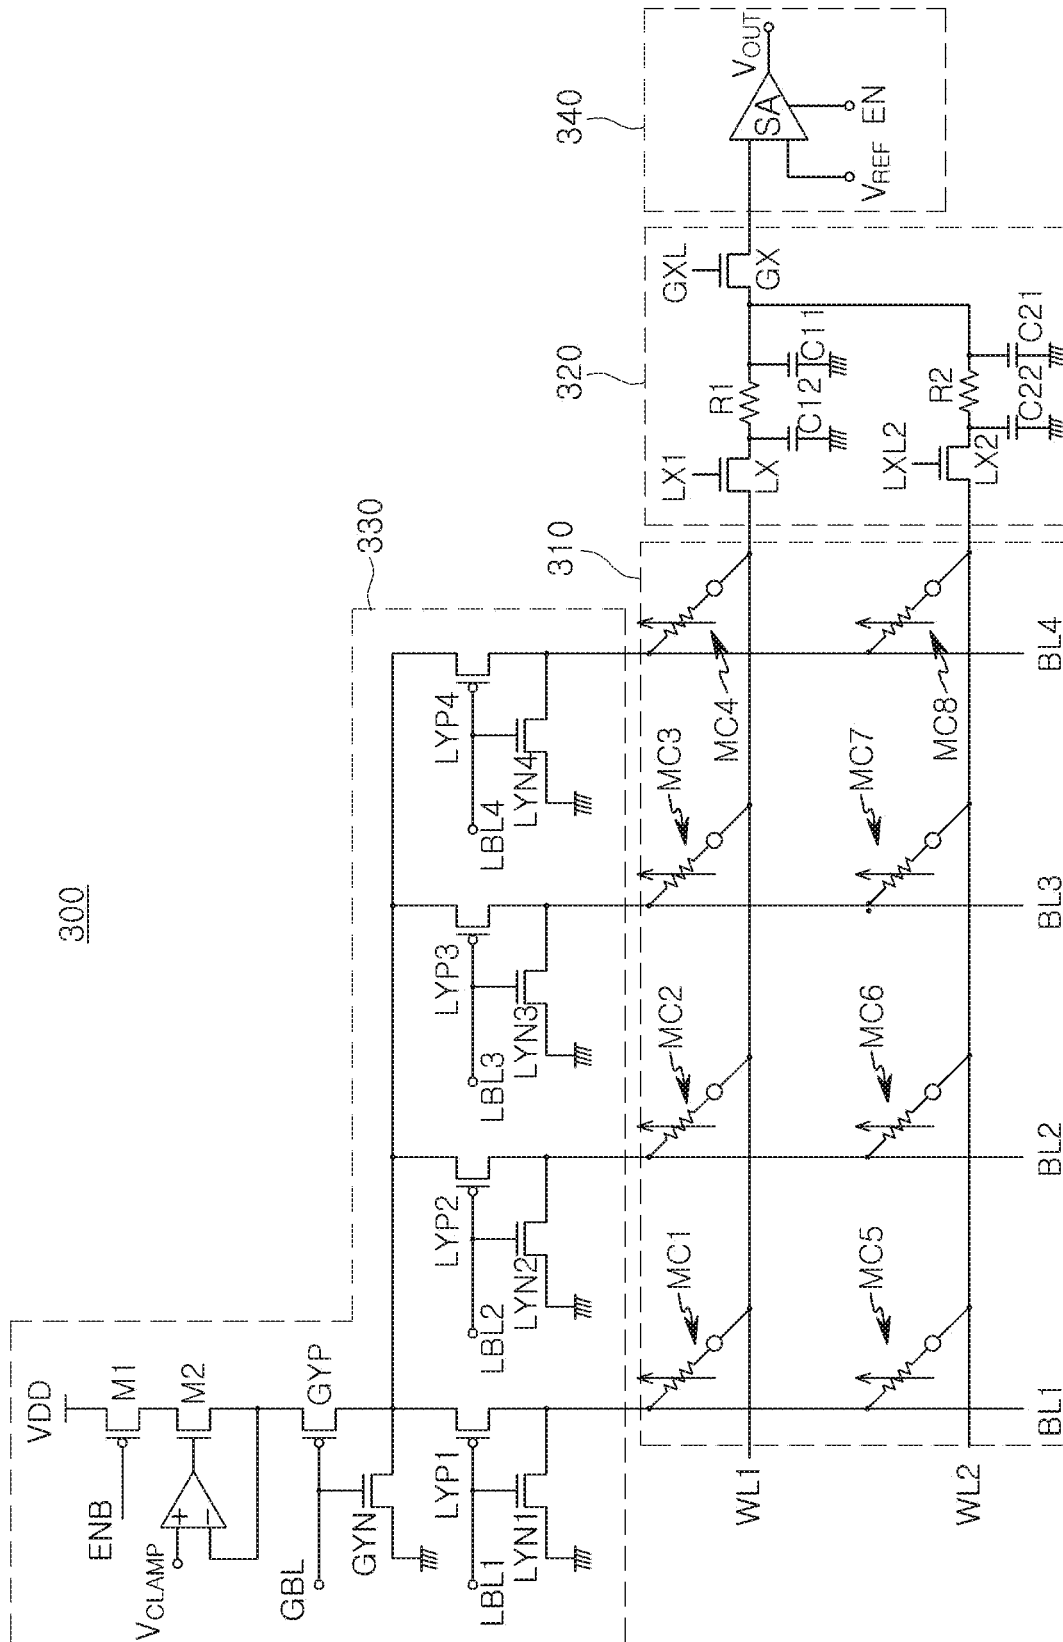 300
330
VDD
M1
ENB
M2
VCLAMP
GYP
GBL
GYN
LYP1
LBL1
LYN1
LYP2
LBL2
LYN2
LYP3
LBL3
LYN3
LYP4
LBL4
LYN4
310
MC1
MC2
MC3
MC4
MC5
MC6
MC7
MC8
WL1
WL2
BL1
BL2
BL3
BL4
320
LX1
LX
R1
C12
C11
GXL
GX
LXL2
LX2
R2
C22
C21
340
SA
VOUT
VREF
EN